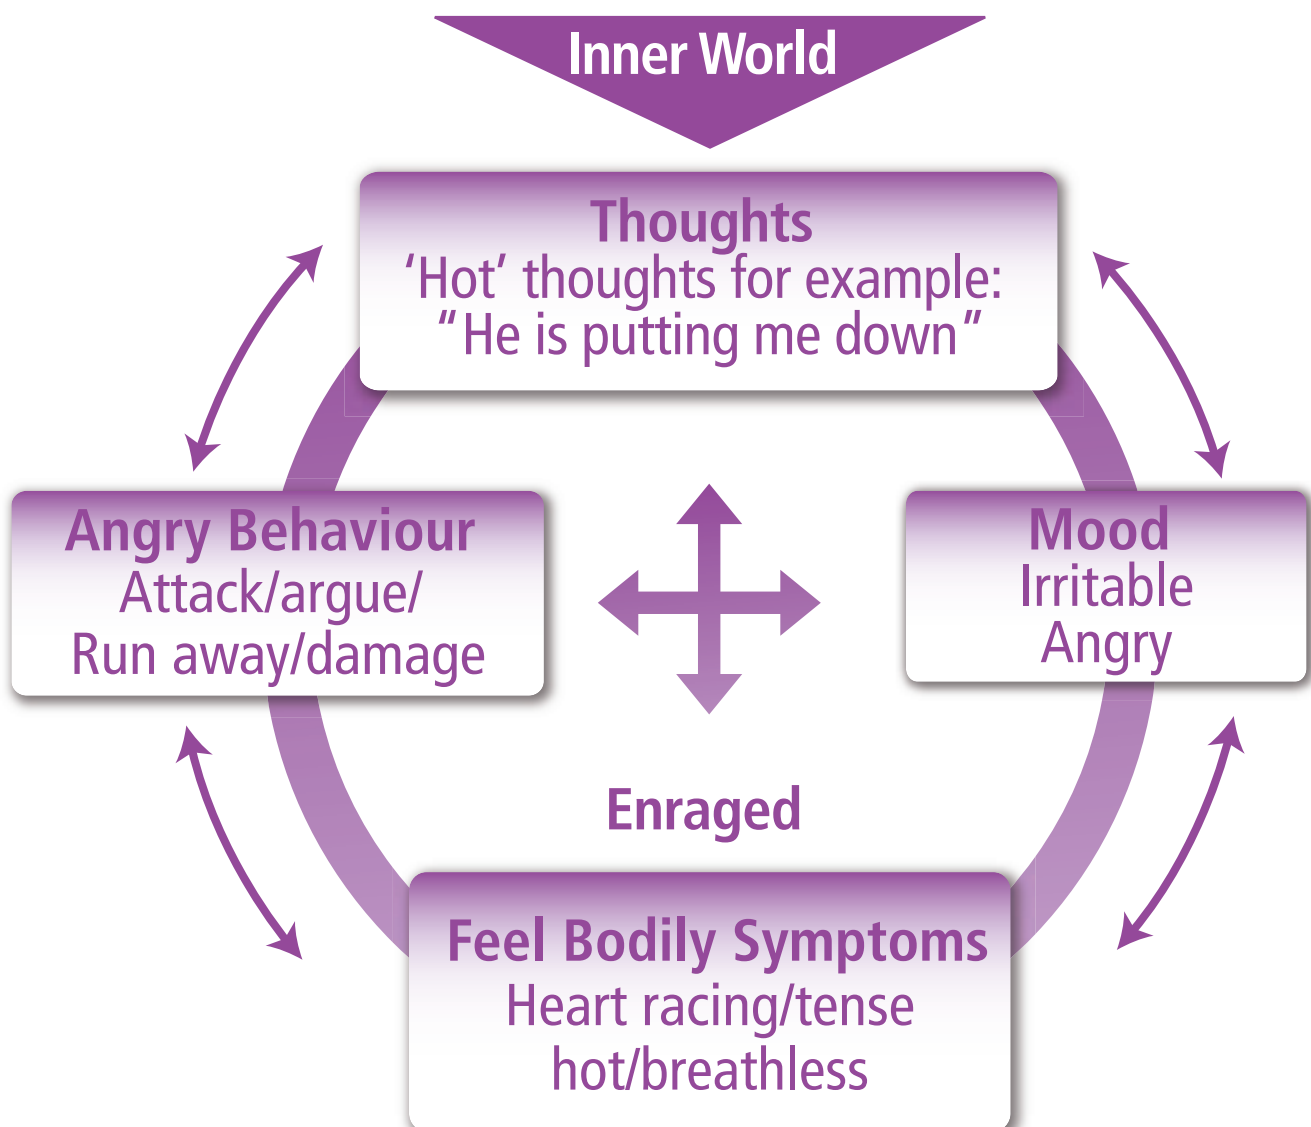 Inner World
Thoughts
‘Hot’ thoughts for example:
“He is putting me down”
Angry Behaviour
Attack/argue/
Run away/damage
Mood
Irritable
Angry
Enraged
Feel Bodily Symptoms
Heart racing/tense
hot/breathless